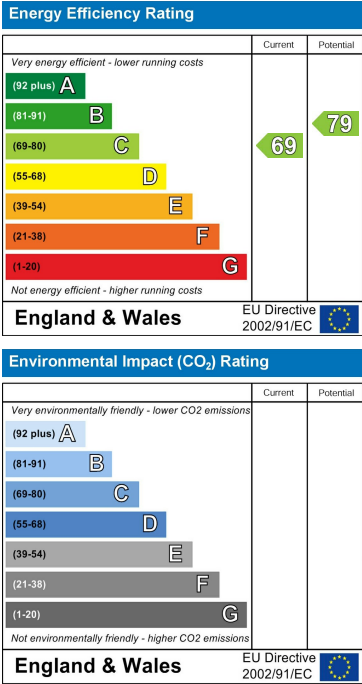 Energy Efficiency Rating
Current Potential
Very energy efficient - lower running costs
(92 plus) A
(81-91) B
(69-80) C
(55-68) D
(39-54) E
(21-38) F
(1-20) G
69 79
Not energy efficient - higher running costs
England & Wales
EU Directive
2002/91/EC
Environmental Impact (CO₂) Rating
Current Potential
Very environmentally friendly - lower CO2 emissions
(92 plus) A
(81-91) B
(69-80) C
(55-68) D
(39-54) E
(21-38) F
(1-20) G
Not environmentally friendly - higher CO2 emissions
England & Wales
EU Directive
2002/91/EC